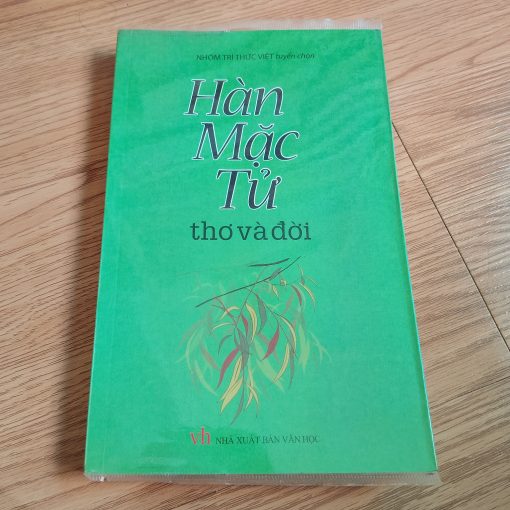 NHÓM TRÍ THỨC VIỆT tuyển chọn
Hàn
Mặc
Tử
thơ và đời
vh NHÀ XUẤT BẢN VĂN HỌC